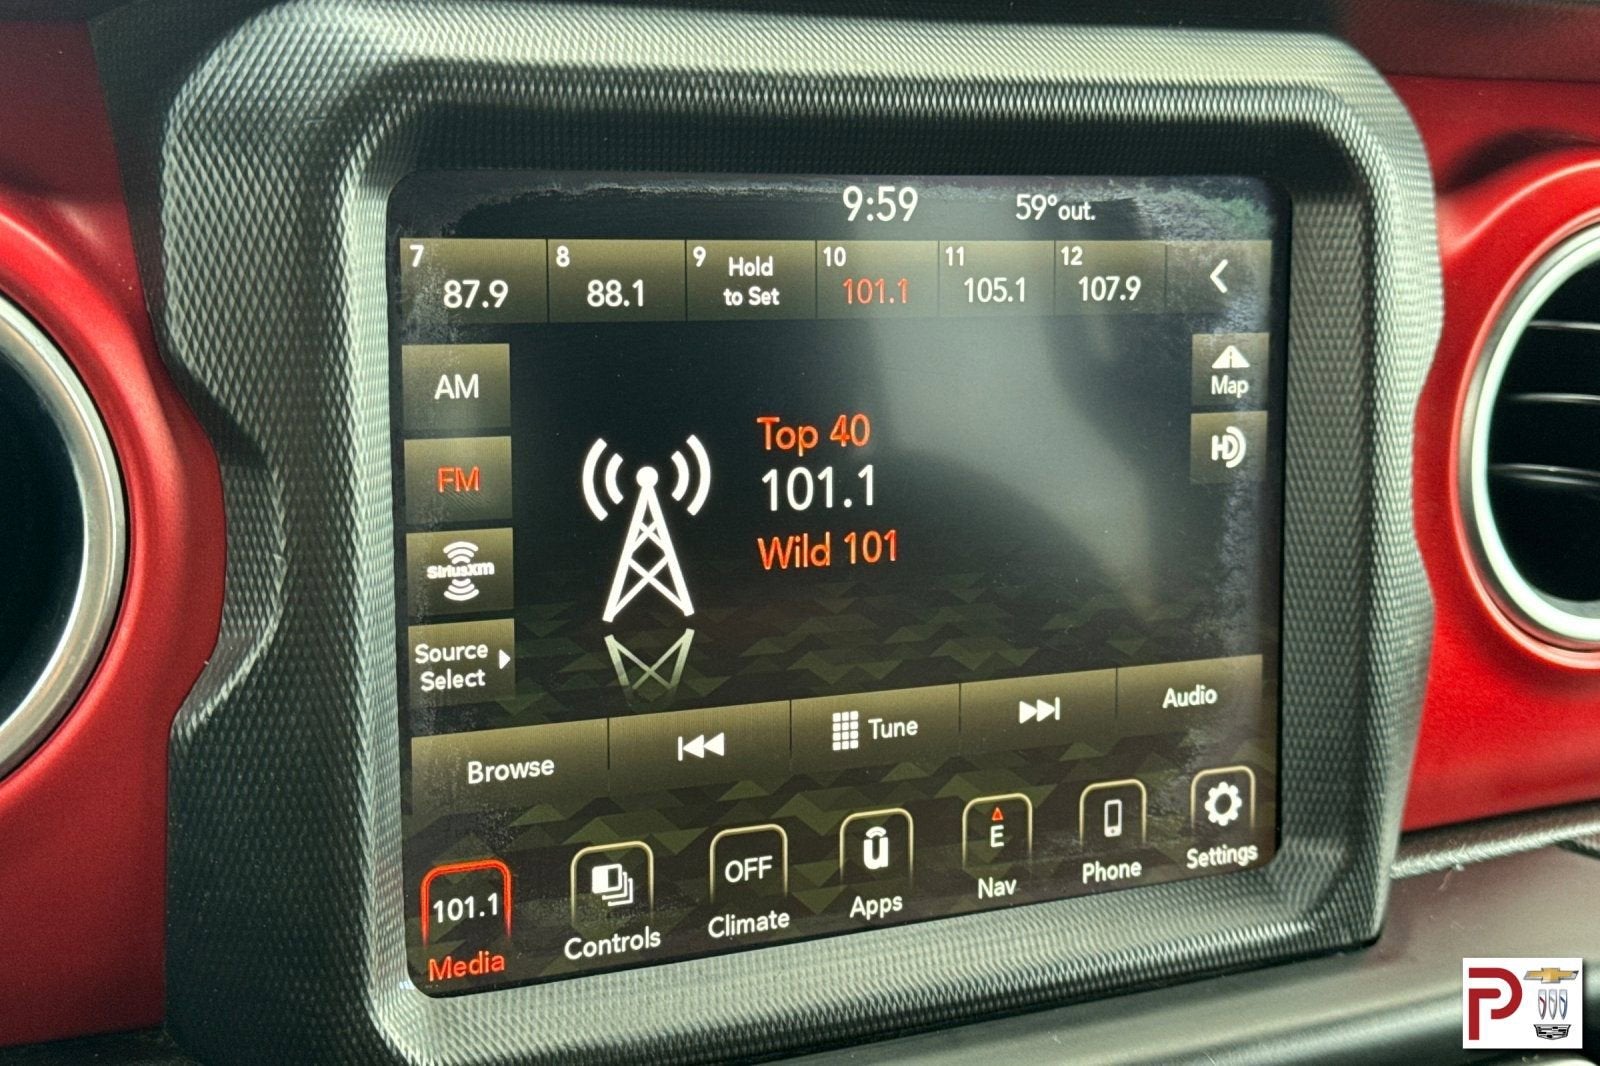 9:59
59°out.
7
87.9
8
88.1
9
Hold
to Set
10
101.1
11
105.1
12
107.9
AM
FM
SiriusXM
Source
Select
Map
HD
Top 40
101.1
Wild 101
Browse
Tune
Audio
101.1
Media
Controls
OFF
Climate
u
Apps
E
Nav
Phone
Settings
P